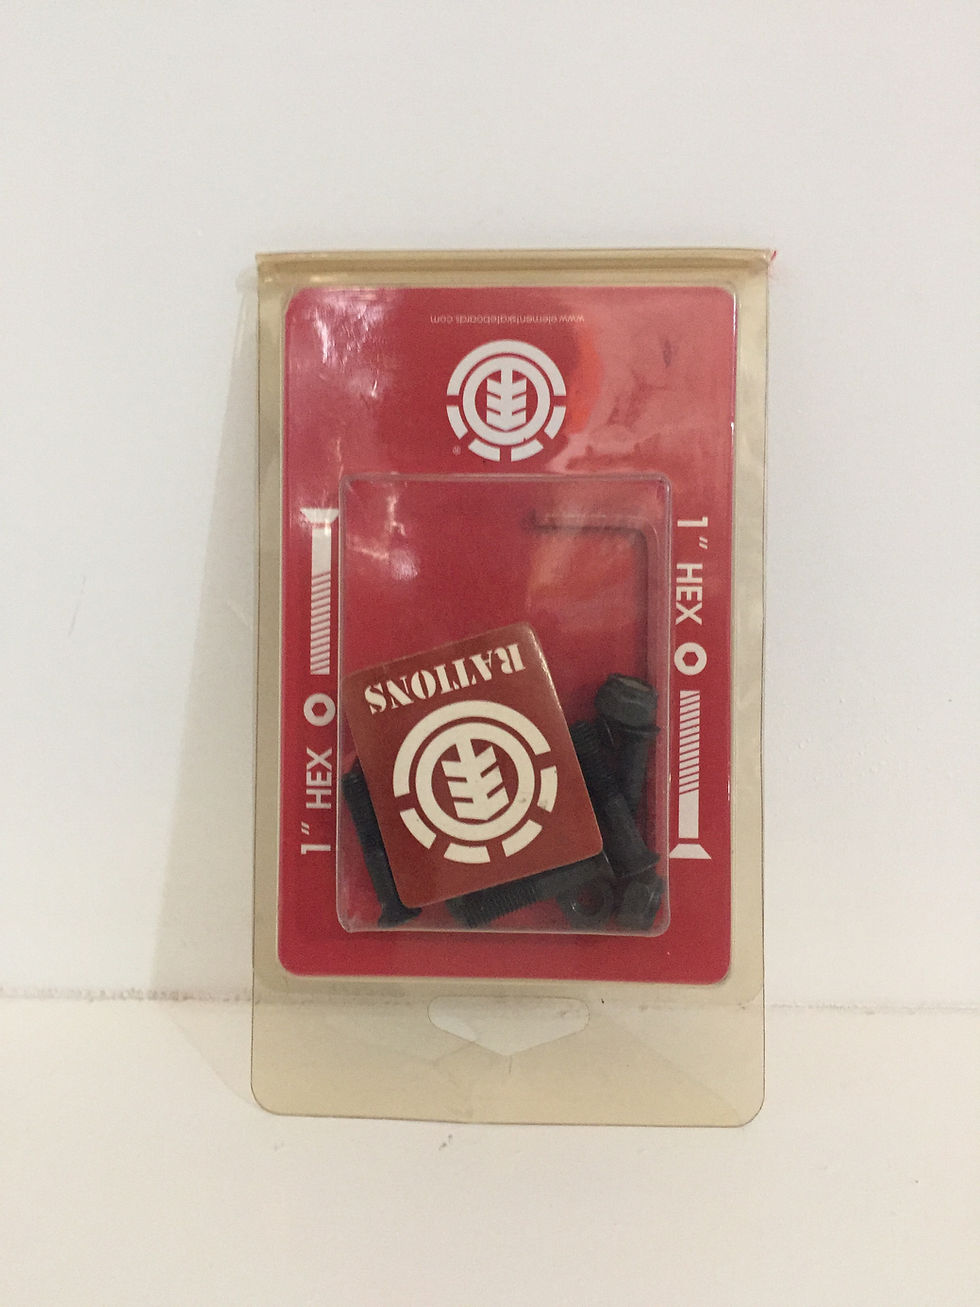 www.elementskateboards.com
®
1" HEX
1" HEX
RATIONS